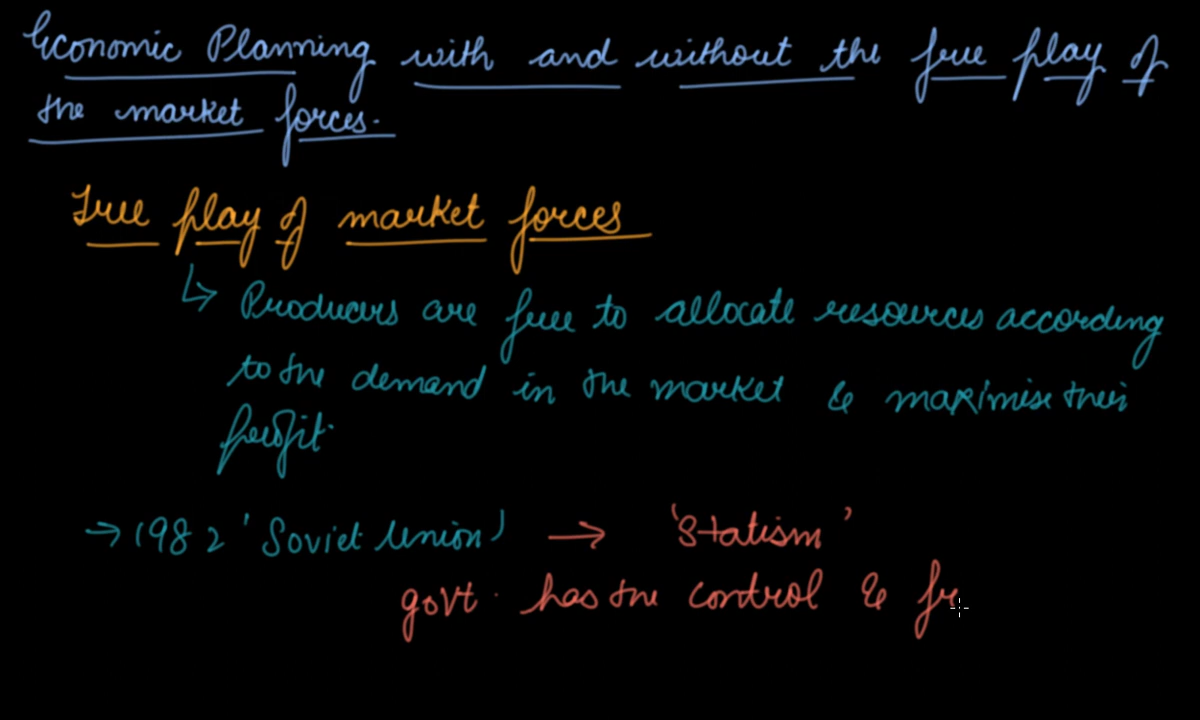 Economic Planning with and without the free play of
the market forces.
Free play of market forces
↳ Producers are free to allocate resources according
to the demand in the market & maximise their
profit.
→ 1982 'Soviet Union' → 'Statism'
govt. has the control & fr